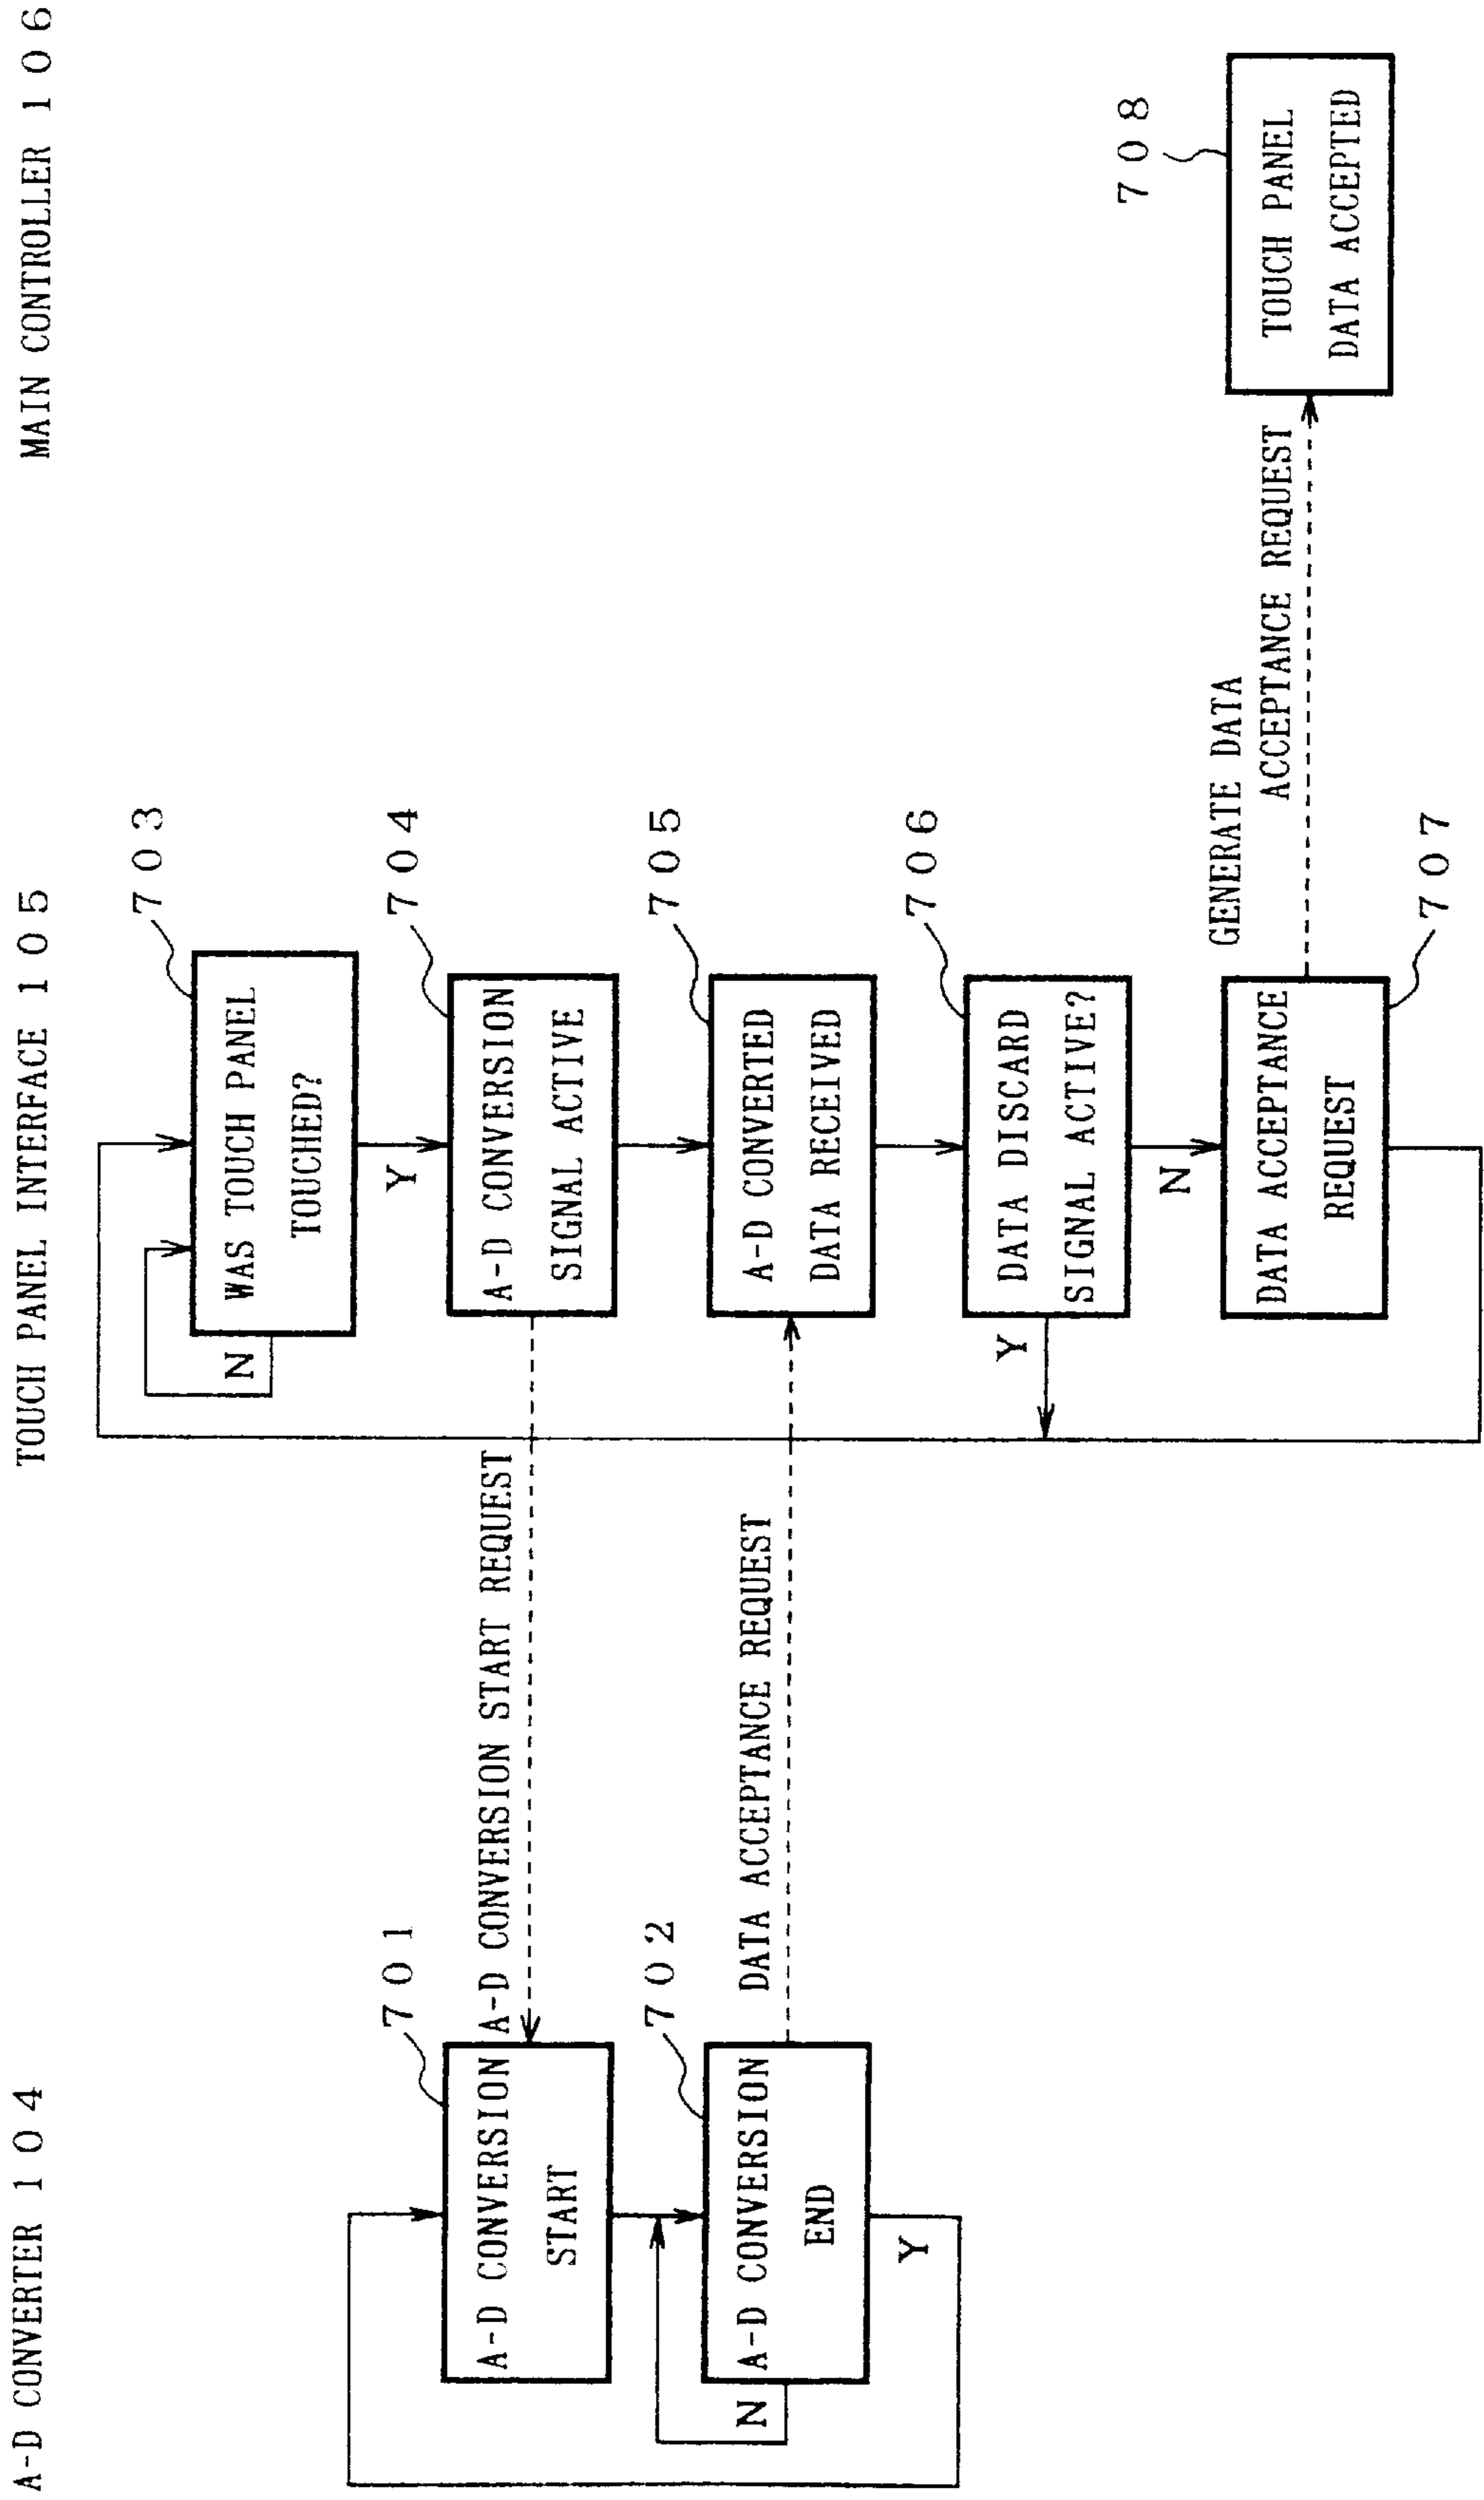 A-D CONVERTER 104
TOUCH PANEL INTERFACE 105
MAIN CONTROLLER 106
703
WAS TOUCH PANEL
TOUCHED?
N
Y
701
A-D CONVERSION
START
A-D CONVERSION START REQUEST
704
A-D CONVERSION
SIGNAL ACTIVE
702
N
A-D CONVERSION
END
Y
DATA ACCEPTANCE REQUEST
705
A-D CONVERTED
DATA RECEIVED
706
DATA DISCARD
SIGNAL ACTIVE?
Y
N
DATA ACCEPTANCE
REQUEST
707
GENERATE DATA
ACCEPTANCE REQUEST
708
TOUCH PANEL
DATA ACCEPTED